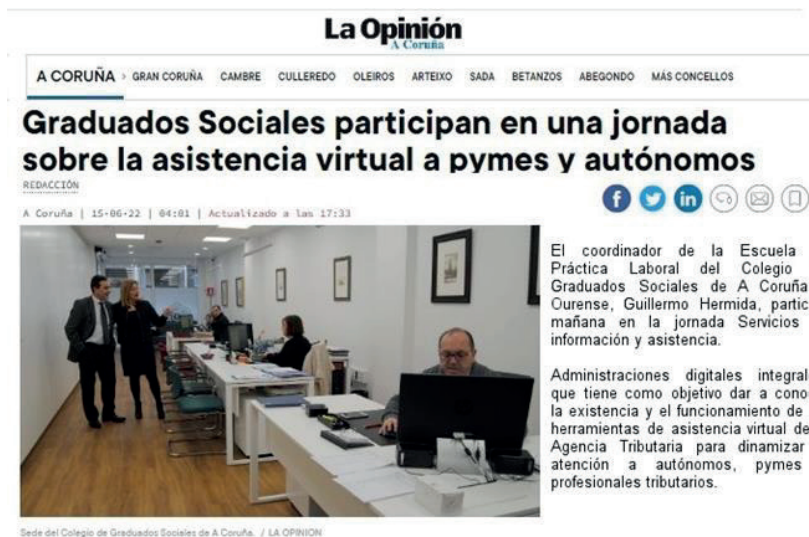 La Opinión
A Coruña
A CORUÑA > GRAN CORUÑA CAMBRE CULLEREDO OLEIROS ARTEIXO SADA BETANZOS ABEGONDO MÁS CONCELLOS
Graduados Sociales participan en una jornada
sobre la asistencia virtual a pymes y autónomos
REDACCIÓN
A Coruña | 15·06·22 | 04:01 | Actualizado a las 17:33
El coordinador de la Escuela
Práctica Laboral del Colegio
Graduados Sociales de A Coruña
Ourense, Guillermo Hermida, partic
mañana en la jornada Servicios
información y asistencia.
Administraciones digitales integral
que tiene como objetivo dar a cono
la existencia y el funcionamiento de
herramientas de asistencia virtual de
Agencia Tributaria para dinamizar
atención a autónomos, pymes
profesionales tributarios.
Sede del Colegio de Graduados Sociales de A Coruña. / LA OPINION